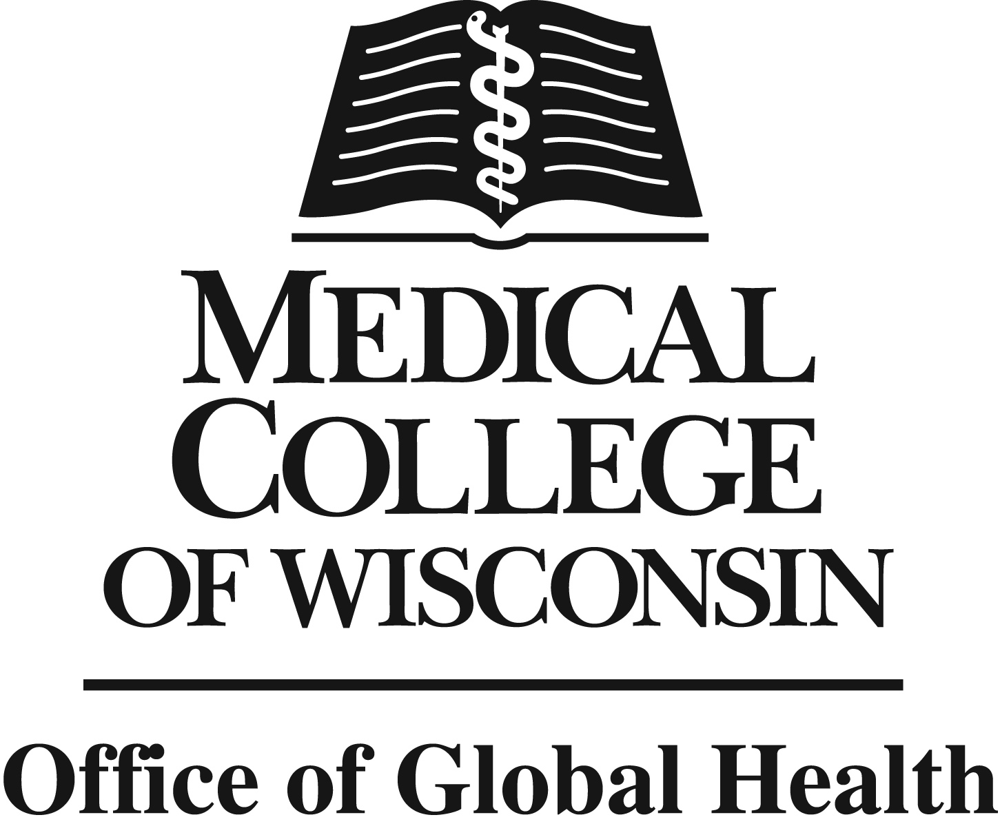 MEDICAL
COLLEGE
OF WISCONSIN
Office of Global Health